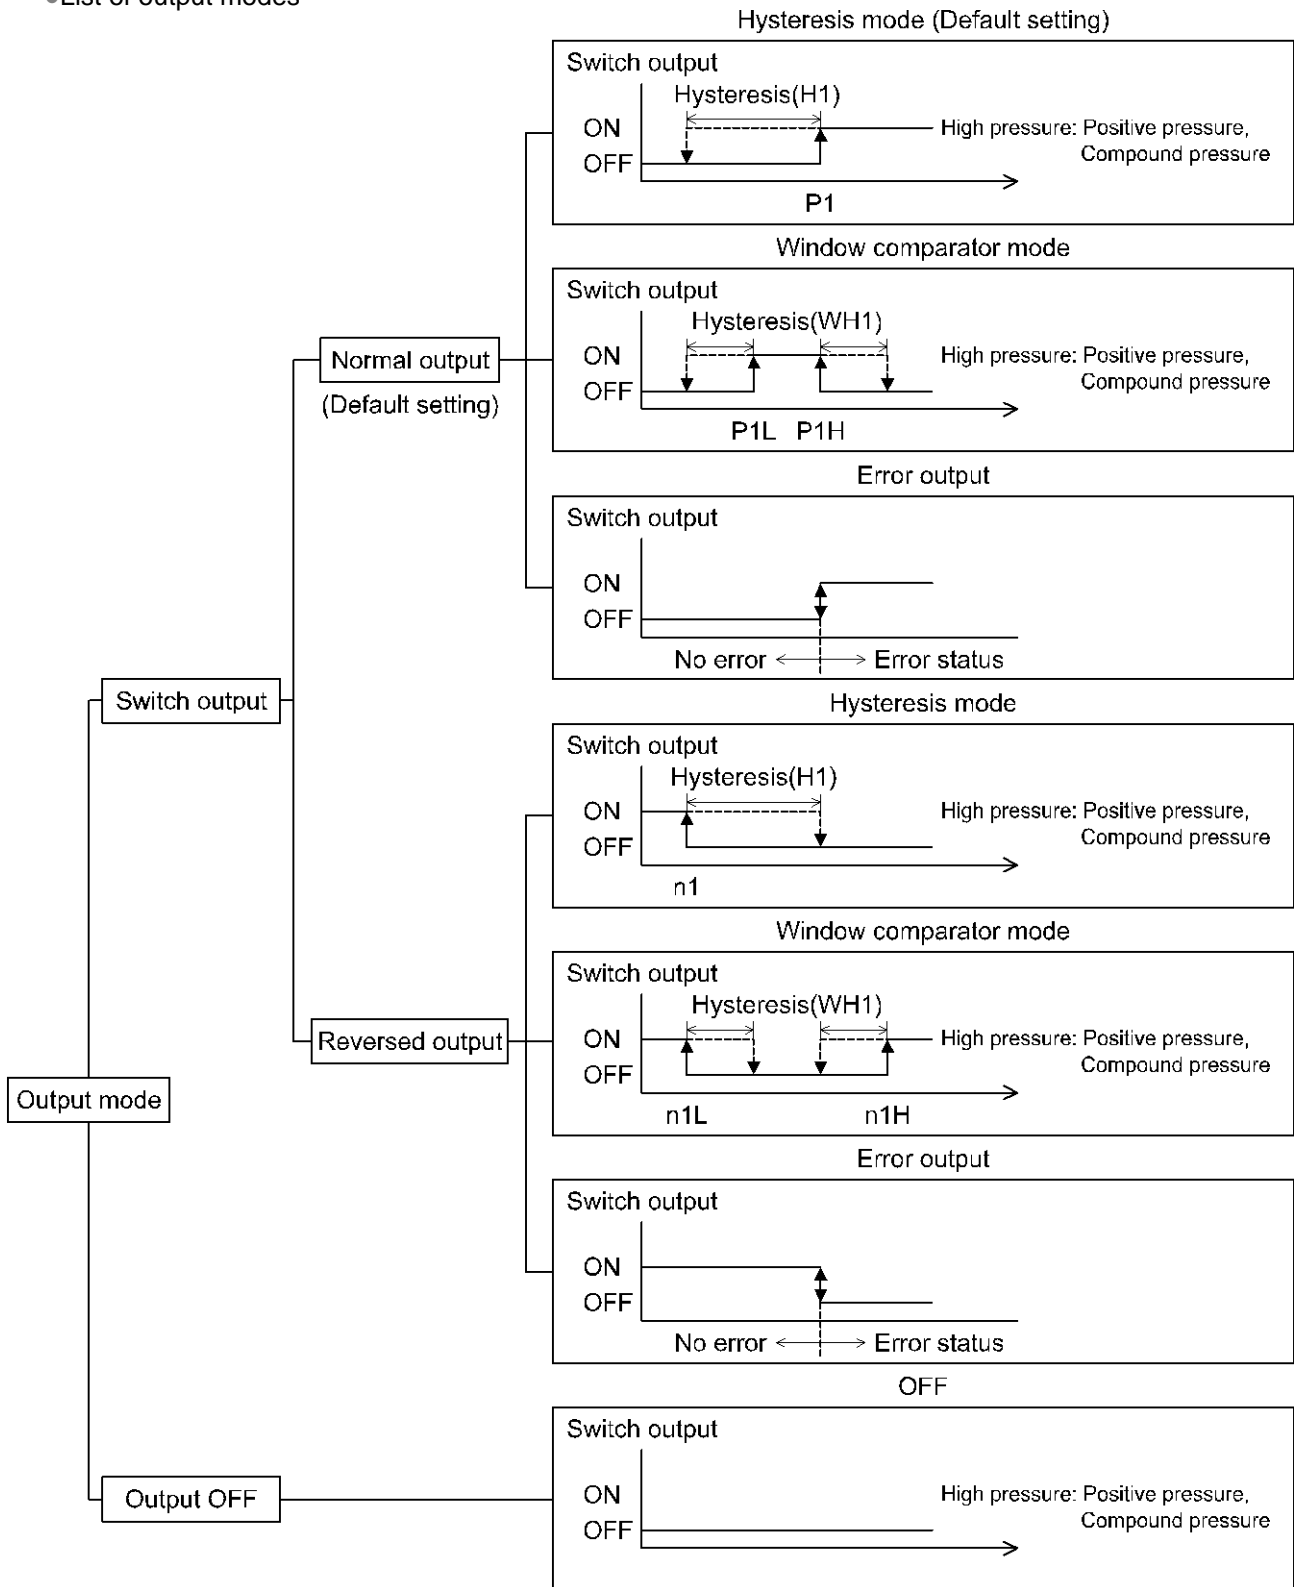 ●List of output modes
Hysteresis mode (Default setting)
Switch output
Hysteresis(H1)
ON
OFF
High pressure: Positive pressure,
Compound pressure
P1
Window comparator mode
Switch output
Hysteresis(WH1)
ON
OFF
High pressure: Positive pressure,
Compound pressure
P1L P1H
Normal output
(Default setting)
Error output
Switch output
ON
OFF
No error
Error status
Switch output
Hysteresis mode
Switch output
Hysteresis(H1)
ON
OFF
High pressure: Positive pressure,
Compound pressure
n1
Window comparator mode
Switch output
Hysteresis(WH1)
ON
OFF
High pressure: Positive pressure,
Compound pressure
n1L n1H
Reversed output
Output mode
Error output
Switch output
ON
OFF
No error
Error status
OFF
Switch output
ON
OFF
High pressure: Positive pressure,
Compound pressure
Output OFF